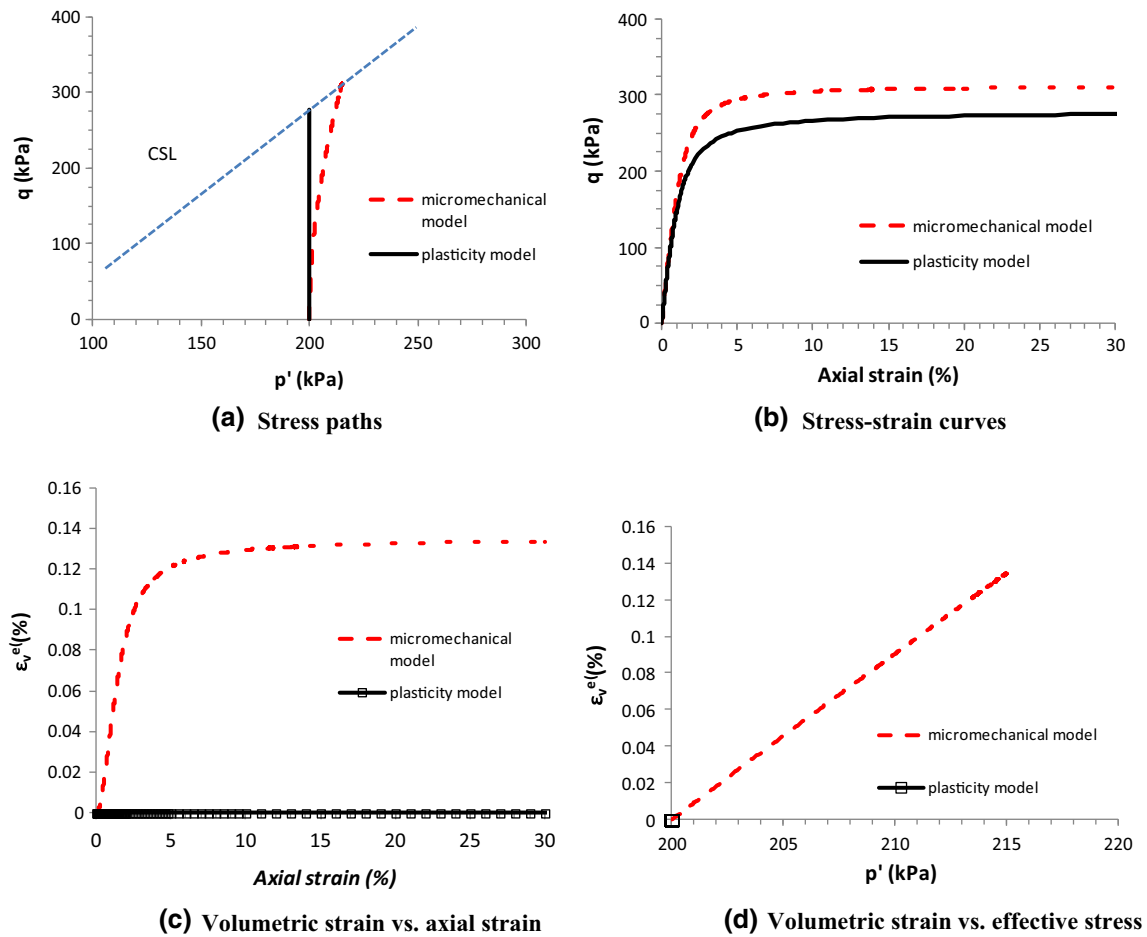 400
300
200
100
0
q (kPa)
CSL
micromechanical
model
plasticity model
100
150
200
250
300
p' (kPa)
(a) Stress paths
400
300
200
100
0
q (kPa)
micromechanical model
plasticity model
0
5
10
15
20
25
30
Axial strain (%)
(b) Stress-strain curves
0.16
0.14
0.12
0.1
0.08
0.06
0.04
0.02
0
εv^el(%)
micromechanical
model
plasticity model
0
5
10
15
20
25
30
Axial strain (%)
(c) Volumetric strain vs. axial strain
0.16
0.14
0.12
0.1
0.08
0.06
0.04
0.02
0
εv^el(%)
micromechanical model
plasticity model
200
205
210
215
220
p' (kPa)
(d) Volumetric strain vs. effective stress